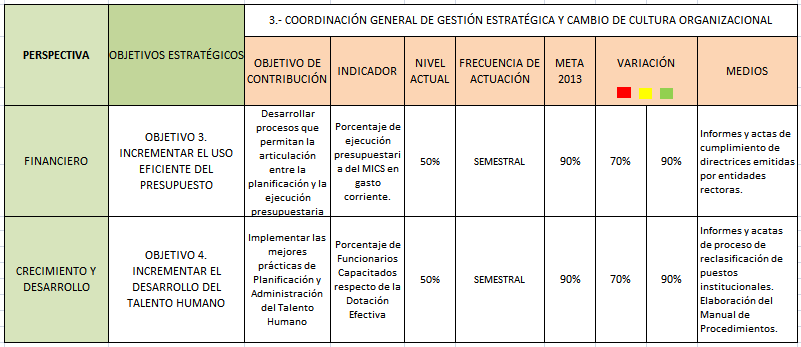 3.- COORDINACIÓN GENERAL DE GESTIÓN ESTRATÉGICA Y CAMBIO DE CULTURA ORGANIZACIONAL
PERSPECTIVA
OBJETIVOS ESTRATÉGICOS
OBJETIVO DE
CONTRIBUCIÓN
INDICADOR
NIVEL
ACTUAL
FRECUENCIA DE
ACTUACIÓN
META
2013
VARIACIÓN
MEDIOS
FINANCIERO
OBJETIVO 3.
INCREMENTAR EL USO
EFICIENTE DEL
PRESUPUESTO
Desarrollar
procesos que
permitan la
articulación
entre la
planificación y la
ejecución
presupuestaria
Porcentaje de
ejecución
presupuestari
a del MICS en
gasto
corriente.
50%
SEMESTRAL
90%
70%
90%
Informes y actas de
cumplimiento de
directrices emitidas
por entidades
rectoras.
CRECIMIENTO Y
DESARROLLO
OBJETIVO 4.
INCREMENTAR EL
DESARROLLO DEL
TALENTO HUMANO
Implementar las
mejores
prácticas de
Planificación y
Administración
del Talento
Humano
Porcentaje de
Funcionarios
Capacitados
respecto de la
Dotación
Efectiva
50%
SEMESTRAL
90%
70%
90%
Informes y acatas
de proceso de
reclasificación de
puestos
institucionales.
Elaboración del
Manual de
Procedimientos.